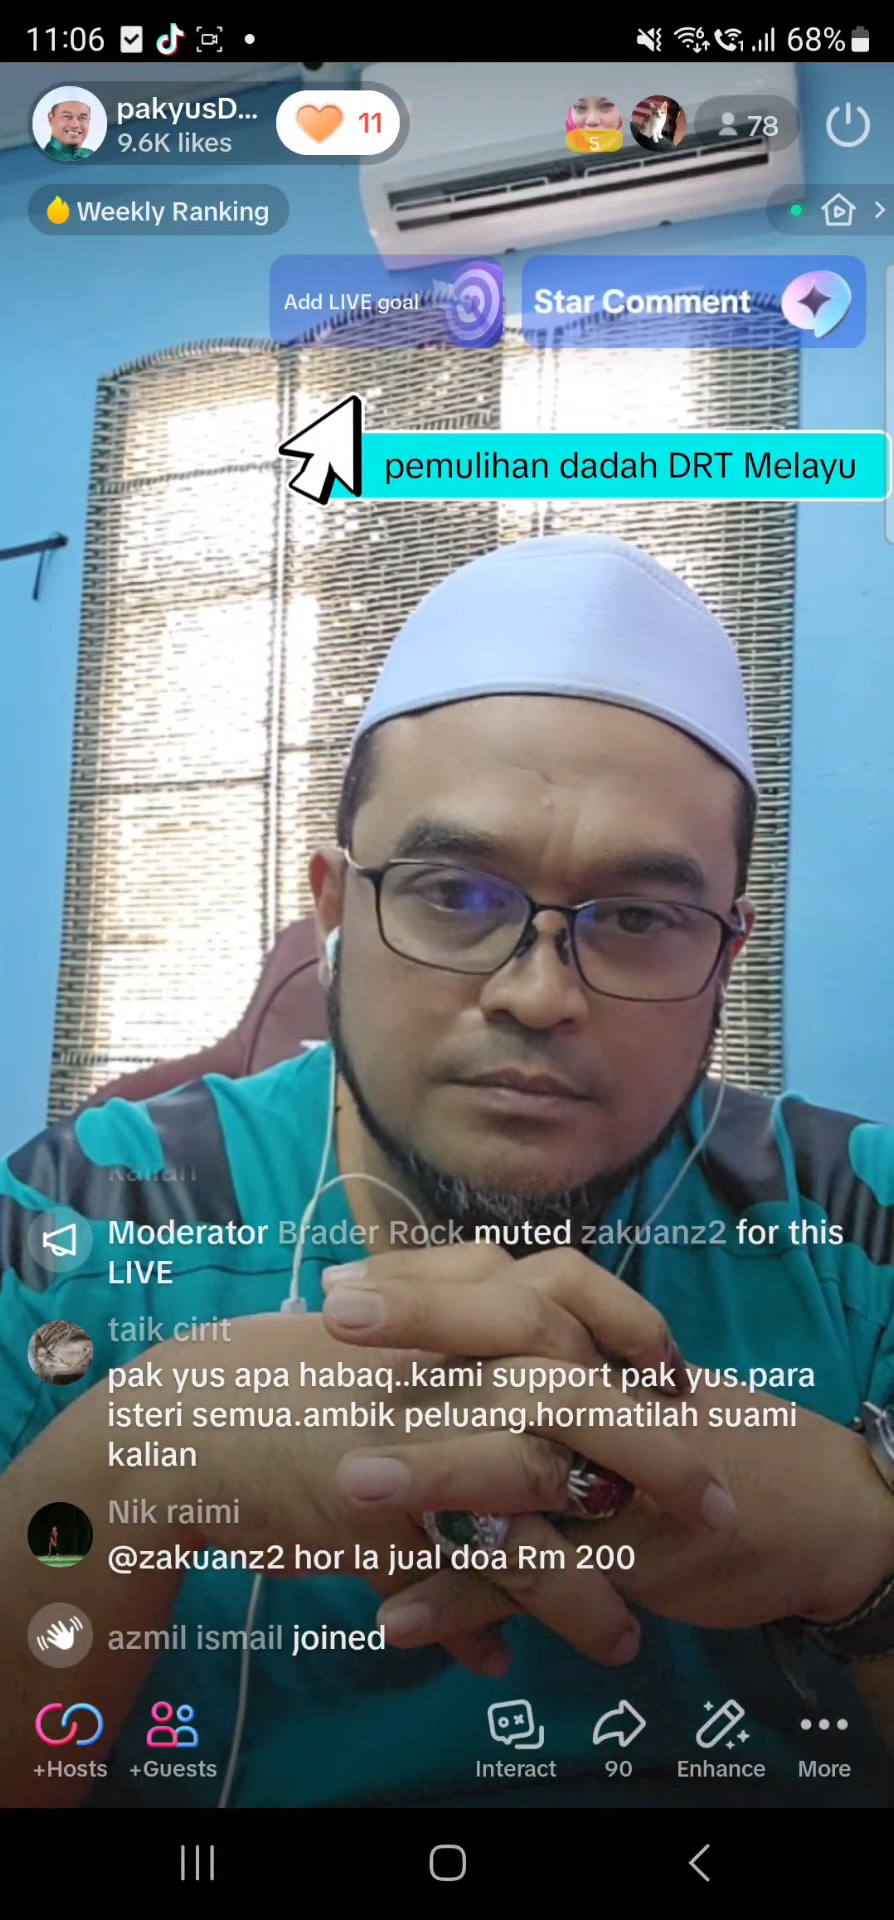 11:06
68%
pakyusD...
9.6K likes
11
5
78
Weekly Ranking
Add LIVE goal
Star Comment
pemulihan dadah DRT Melayu
kalian
Moderator Brader Rock muted zakuanz2 for this
LIVE
taik cirit
pak yus apa habaq..kami support pak yus.para
isteri semua.ambik peluang.hormatilah suami
kalian
Nik raimi
@zakuanz2 hor la jual doa Rm 200
azmil ismail joined
+Hosts
+Guests
Interact
90
Enhance
More